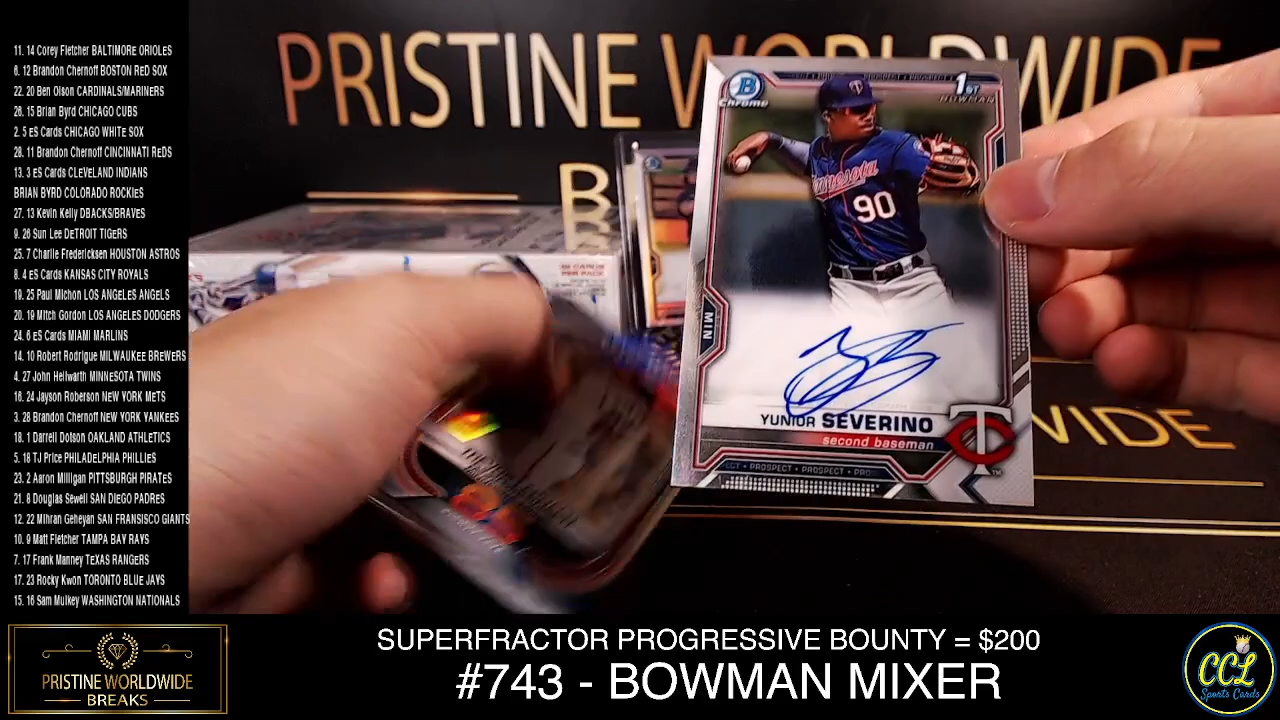 11. 14 Corey Fletcher BALTIMORE ORIOLES
6. 12 Brandon Chernoff BOSTON ReD SOX
22. 20 Ben Olson CARDINALS/MARINERS
26. 15 Brian Byrd CHICAGO CUBS
2. 5 eS Cards CHICAGO WHITe SOX
28. 11 Brandon Chernoff CINCINNATI ReDS
13. 3 eS Cards CLeVeLAND INDIANS
BRIAN BYRD COLORADO ROCKIeS
27. 13 Kevin Kelly DBACKS/BRAVES
9. 26 Sun Lee DeTROIT TIGERS
25. 7 Charlie Fredericksen HOUSTON ASTROS
8. 4 eS Cards KANSAS CITY ROYALS
19. 25 Paul Michon LOS ANGeLeS ANGeLS
20. 19 Mitch Gordon LOS ANGeLeS DODGERS
24. 6 eS Cards MIAMI MARLINS
14. 10 Robert Rodrigue MILWAUKee BReWeRS
4. 27 John Hellwarth MINNeSOTA TWINS
16. 24 Jayson Roberson NeW YORK METS
3. 28 Brandon Chernoff NeW YORK YANKeeS
18. 1 Darrell Dotson OAKLAND ATHLeTICS
5. 18 TJ Price PHILADeLPHIA PHILLIeS
23. 2 Aaron Milligan PITTSBURGH PIRATeS
21. 8 Douglas Sewell SAN DIEGO PADRES
12. 22 Mihran Geheyan SAN FRANSISCO GIANTS
10. 9 Matt Fletcher TAMPA BAY RAYS
7. 17 Frank Manney TeXAS RANGERS
17. 23 Rocky Kwon TORONTO BLUe JAYS
15. 16 Sam Mulkey WASHINGTON NATIONALS
PRISTINE WORLDWIDE
B
WIDE
B
Chrome
1ST
BOWMAN
Minnesota
90
MIN
YUNIOR SEVERINO
second baseman
T
C
PROSPECT • PROSPECT • PRO
PRISTINE WORLDWIDE
BREAKS
SUPERFRACTOR PROGRESSIVE BOUNTY = $200
#743 - BOWMAN MIXER
CCL
Sports Cards